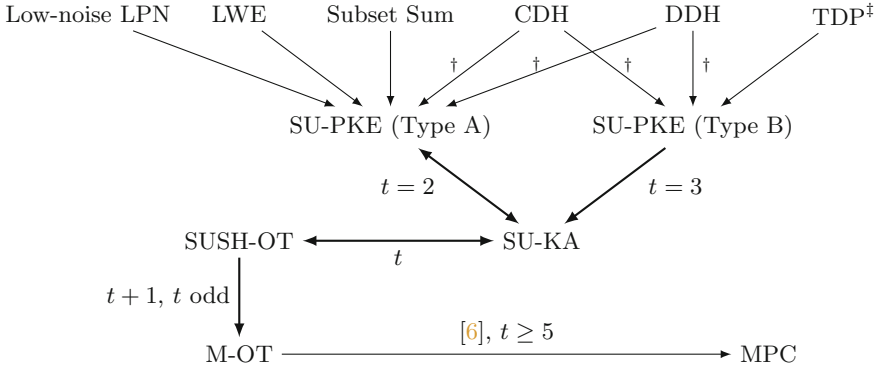 Low-noise LPN LWE Subset Sum CDH DDH TDP‡
† † † †
SU-PKE (Type A) SU-PKE (Type B)
t = 2 t = 3
SUSH-OT SU-KA
t
t + 1, t odd
[6], t ≥ 5
M-OT MPC